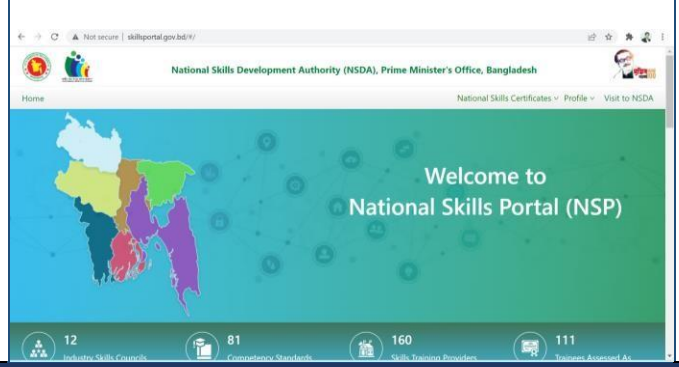 Not secure | skillsportal.gov.bd/#/
National Skills Development Authority (NSDA), Prime Minister's Office, Bangladesh
Home
National Skills Certificates
Profile
Visit to NSDA
Welcome to
National Skills Portal (NSP)
12
Industry Skills Councils
81
Competency Standards
160
Skills Training Providers
111
Trainees Assessed As